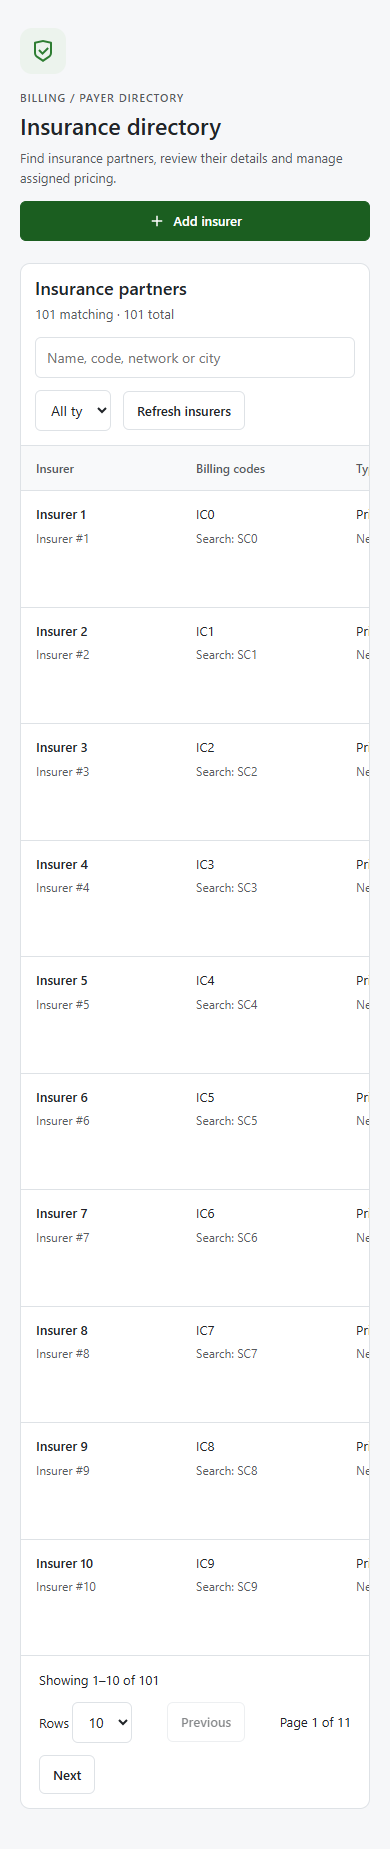 BILLING / PAYER DIRECTORY
Insurance directory
Find insurance partners, review their details and manage
assigned pricing.
+ Add insurer
Insurance partners
101 matching · 101 total
Name, code, network or city
All ty
Refresh insurers
Insurer Billing codes
Insurer 1 IC0
Insurer #1 Search: SC0
Insurer 2 IC1
Insurer #2 Search: SC1
Insurer 3 IC2
Insurer #3 Search: SC2
Insurer 4 IC3
Insurer #4 Search: SC3
Insurer 5 IC4
Insurer #5 Search: SC4
Insurer 6 IC5
Insurer #6 Search: SC5
Insurer 7 IC6
Insurer #7 Search: SC6
Insurer 8 IC7
Insurer #8 Search: SC7
Insurer 9 IC8
Insurer #9 Search: SC8
Insurer 10 IC9
Insurer #10 Search: SC9
Showing 1–10 of 101
Rows 10 Previous Page 1 of 11
Next